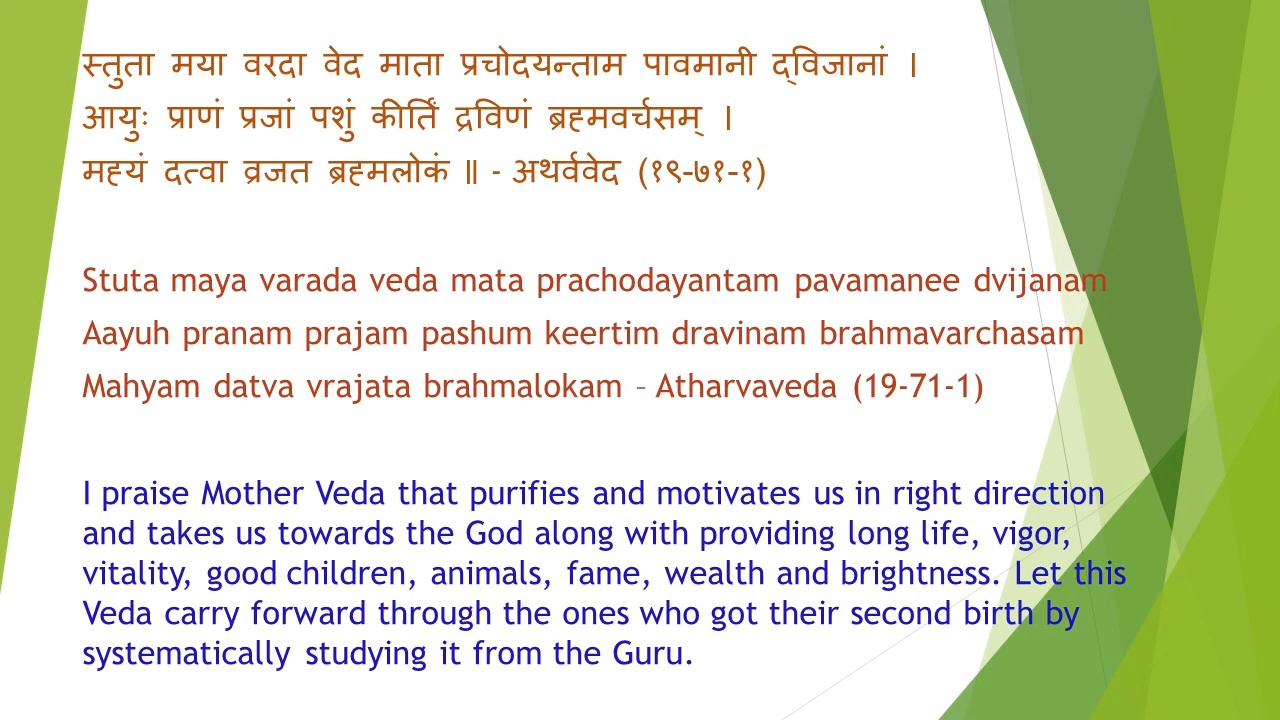 स्तुता मया वरदा वेद माता प्रचोदयन्ताम पावमानी द्विजानां ।
आयुः प्राणं प्रजां पशुं कीर्तिं द्रविणं ब्रह्मवर्चसम् ।
मह्यं दत्वा व्रजत ब्रह्मलोकं ॥ - अथर्ववेद (१९-७१-१)
Stuta maya varada veda mata prachodayantam pavamanee dvijanam
Aayuh pranam prajam pashum keertim dravinam brahmavarchasam
Mahyam datva vrajata brahmalokam – Atharvaveda (19-71-1)
I praise Mother Veda that purifies and motivates us in right direction
and takes us towards the God along with providing long life, vigor,
vitality, good children, animals, fame, wealth and brightness. Let this
Veda carry forward through the ones who got their second birth by
systematically studying it from the Guru.